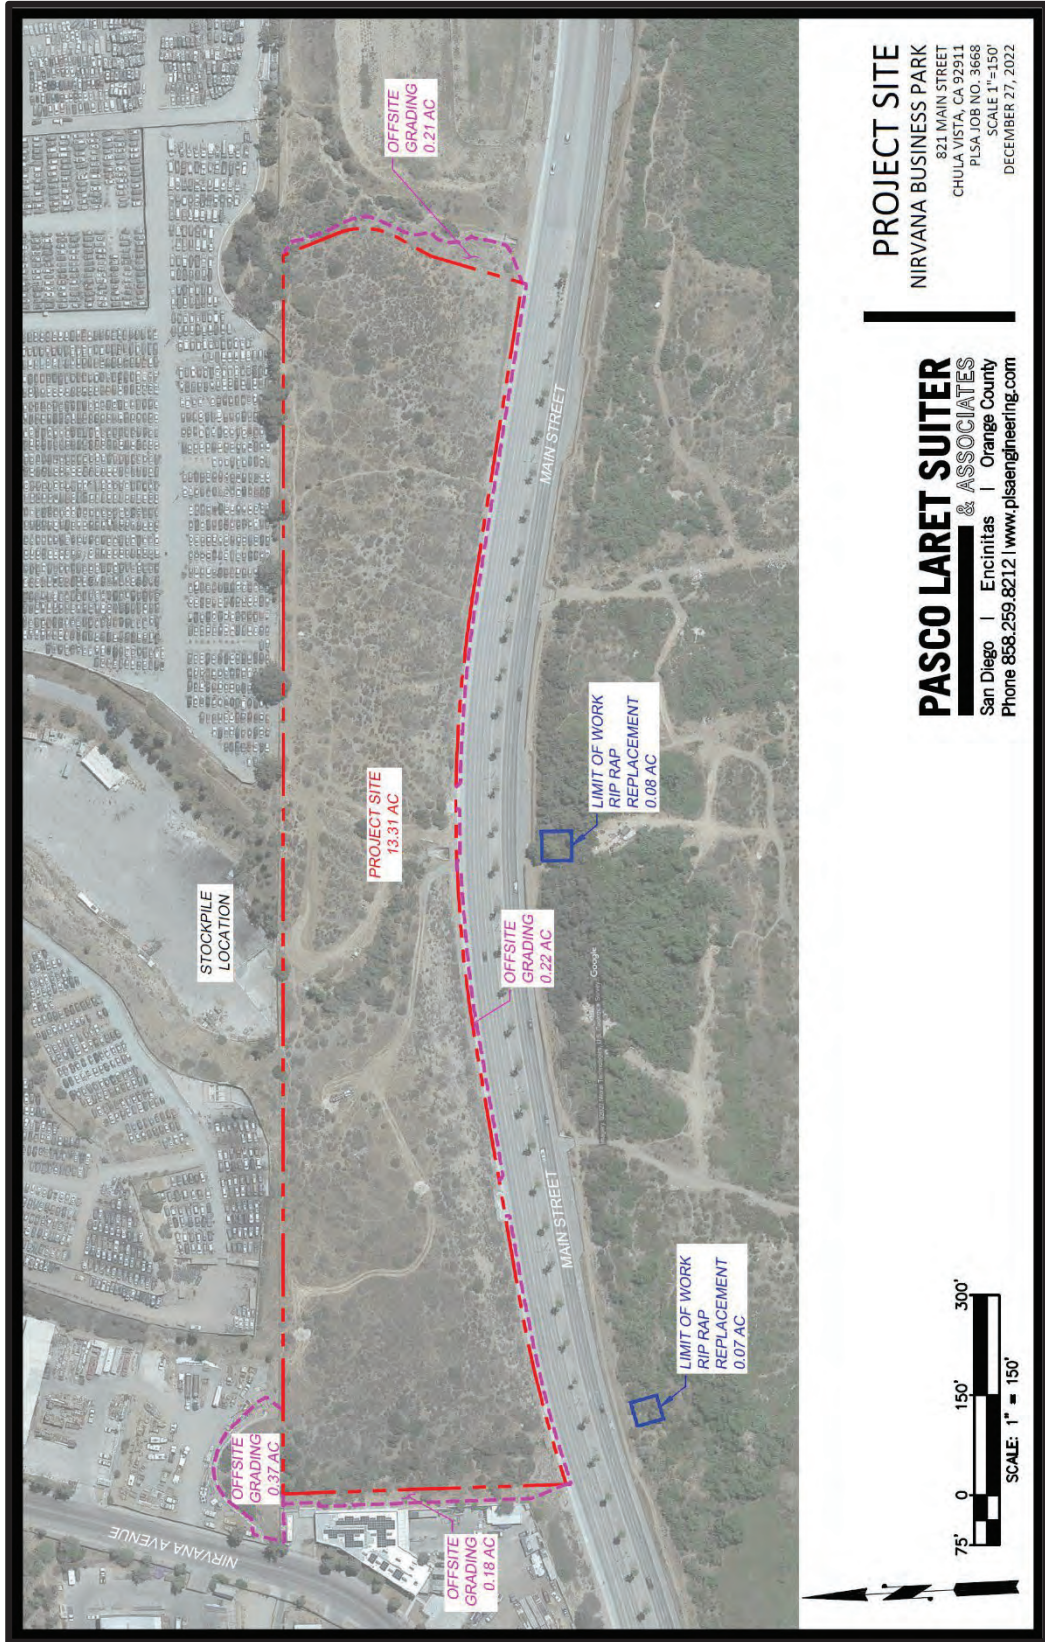 NIRVANA AVENUE
OFFSITE
GRADING
0.37 AC
OFFSITE
GRADING
0.18 AC
STOCKPILE
LOCATION
PROJECT SITE
13.31 AC
OFFSITE
GRADING
0.21 AC
OFFSITE
GRADING
0.22 AC
MAIN STREET
MAIN STREET
LIMIT OF WORK
RIP RAP
REPLACEMENT
0.07 AC
LIMIT OF WORK
RIP RAP
REPLACEMENT
0.08 AC
Google
75' 0 150' 300'
SCALE: 1" = 150'
PASCO LARET SUITER
& ASSOCIATES
San Diego | Encinitas | Orange County
Phone 858.259.8212 | www.plsaengineering.com
PROJECT SITE
NIRVANA BUSINESS PARK
821 MAIN STREET
CHULA VISTA, CA 92911
PLSA JOB NO. 3668
SCALE 1"=150'
DECEMBER 27, 2022